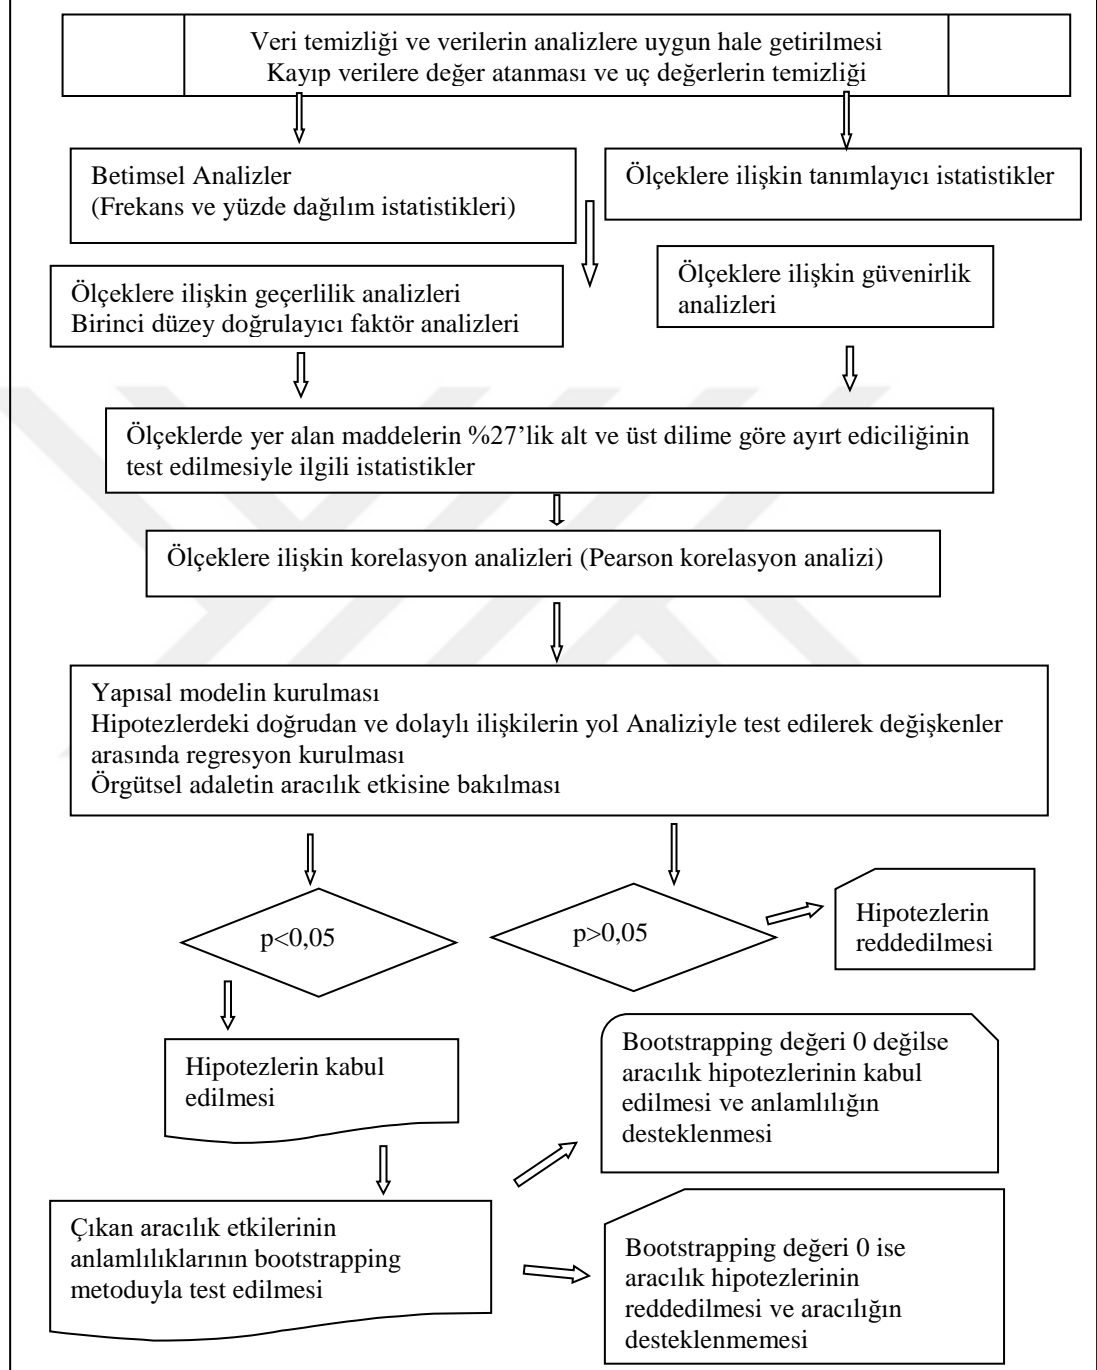 Veri temizliği ve verilerin analizlere uygun hale getirilmesi
Kayıp verilere değer atanması ve uç değerlerin temizliği
Betimsel Analizler
(Frekans ve yüzde dağılım istatistikleri)
Ölçeklere ilişkin tanımlayıcı istatistikler
Ölçeklere ilişkin geçerlilik analizleri
Birinci düzey doğrulayıcı faktör analizleri
Ölçeklere ilişkin güvenirlik
analizleri
Ölçeklerde yer alan maddelerin %27’lik alt ve üst dilime göre ayırt ediciliğinin
test edilmesiyle ilgili istatistikler
Ölçeklere ilişkin korelasyon analizleri (Pearson korelasyon analizi)
Yapısal modelin kurulması
Hipotezlerdeki doğrudan ve dolaylı ilişkilerin yol Analiziyle test edilerek değişkenler
arasında regresyon kurulması
Örgütsel adaletin aracılık etkisine bakılması
p<0,05
p>0,05
Hipotezlerin
reddedilmesi
Hipotezlerin kabul
edilmesi
Bootstrapping değeri 0 değilse
aracılık hipotezlerinin kabul
edilmesi ve anlamlılığın
desteklenmesi
Çıkan aracılık etkilerinin
anlamlılıklarının bootstrapping
metoduyla test edilmesi
Bootstrapping değeri 0 ise
aracılık hipotezlerinin
reddedilmesi ve aracılığın
desteklenmemesi